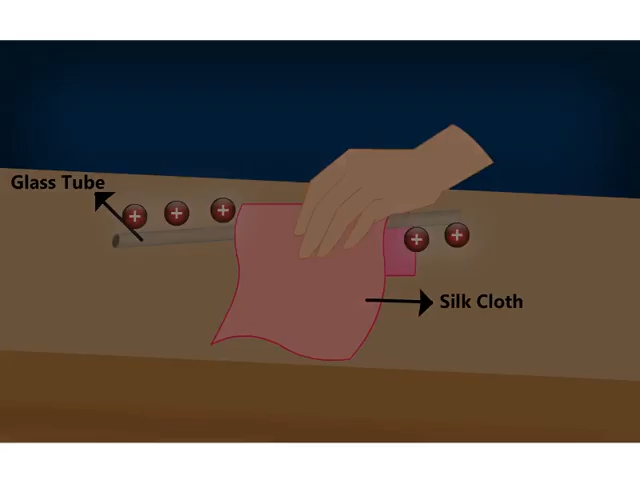 Glass Tube
+ + +
+ +
Silk Cloth